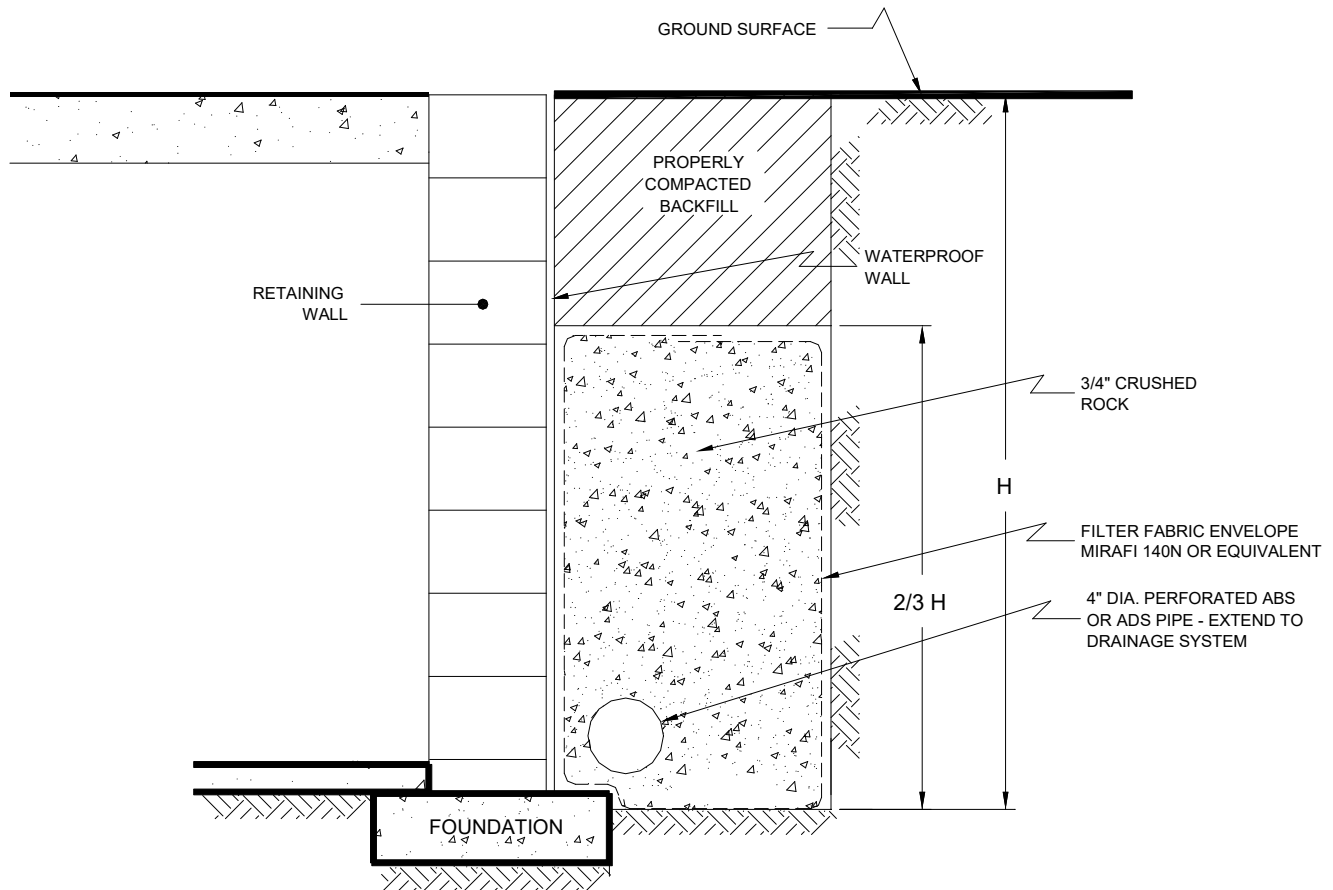 GROUND SURFACE
PROPERLY
COMPACTED
BACKFILL
WATERPROOF
WALL
RETAINING
WALL
3/4" CRUSHED
ROCK
H
FILTER FABRIC ENVELOPE
MIRAFI 140N OR EQUIVALENT
2/3 H
4" DIA. PERFORATED ABS
OR ADS PIPE - EXTEND TO
DRAINAGE SYSTEM
FOUNDATION